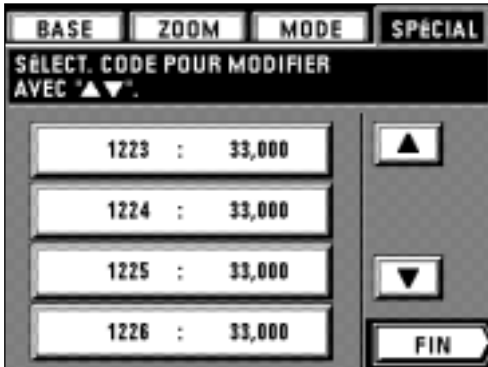 BASE ZOOM MODE SPÉCIAL
SÉLECT. CODE POUR MODIFIER
AVEC "▲▼".
1223 : 33,000
▲
1224 : 33,000
1225 : 33,000
▼
1226 : 33,000
FIN